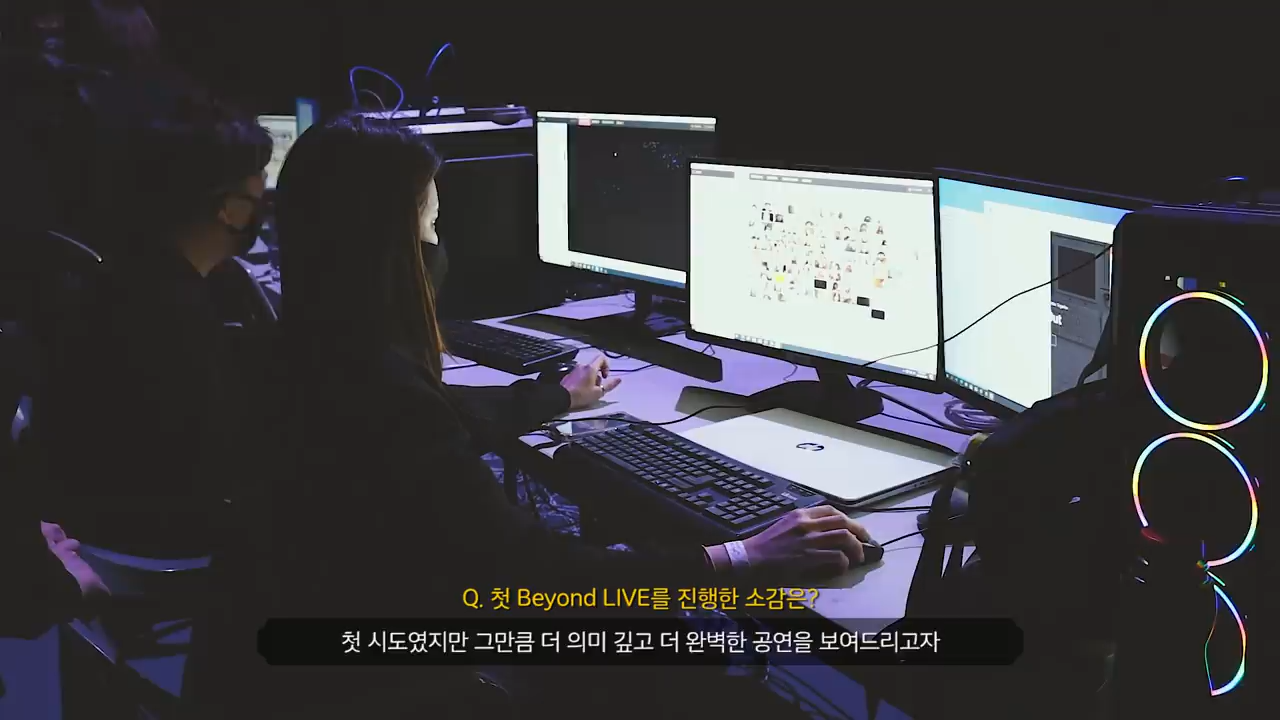 Q. 첫 Beyond LIVE를 진행한 소감은?
첫 시도였지만 그만큼 더 의미 깊고 더 완벽한 공연을 보여드리고자